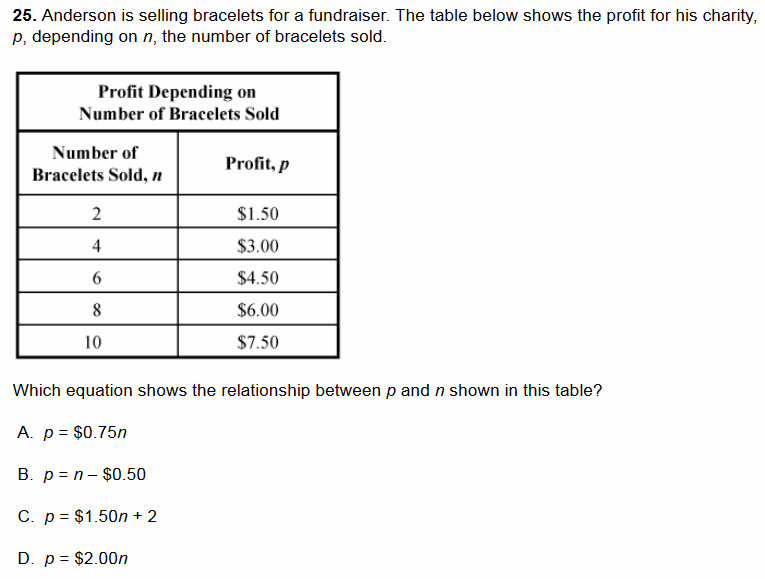 25. Anderson is selling bracelets for a fundraiser. The table below shows the profit for his charity,
p, depending on n, the number of bracelets sold.
Profit Depending on
Number of Bracelets Sold
Number of
Bracelets Sold, n
Profit, p
2 $1.50
4 $3.00
6 $4.50
8 $6.00
10 $7.50
Which equation shows the relationship between p and n shown in this table?
A. p = $0.75n
B. p = n – $0.50
C. p = $1.50n + 2
D. p = $2.00n